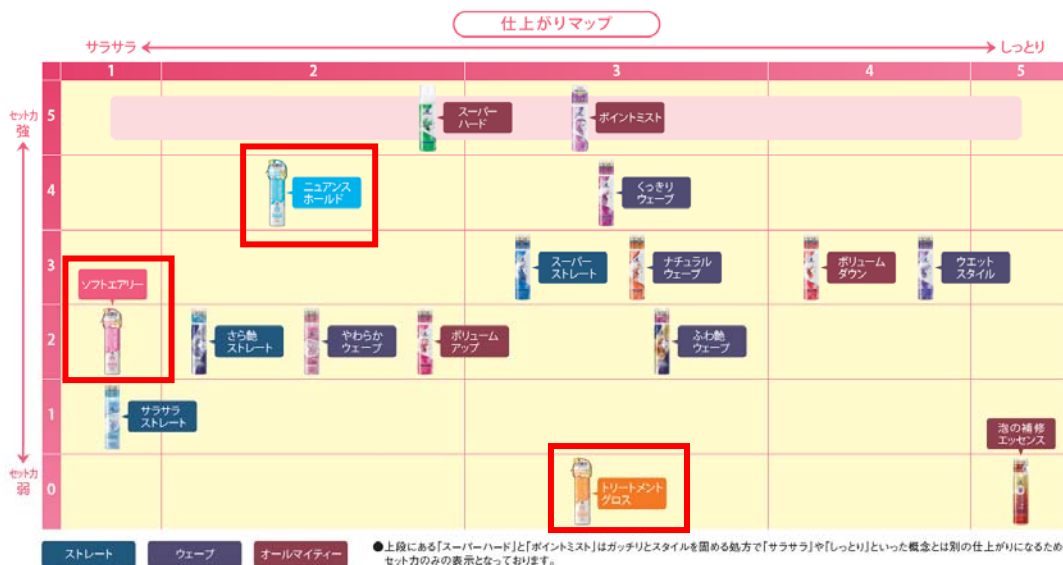 仕上がりマップ
サラサラ
しっとり
1
2
3
4
5
セット力
強
5
スーパー
ハード
ポイントミスト
4
ニュアンス
ホールド
くっきり
ウェーブ
3
スーパー
ストレート
ナチュラル
ウェーブ
ボリューム
ダウン
ウエット
スタイル
ソフトエアリー
2
さら艶
ストレート
やわらか
ウェーブ
ボリューム
アップ
ふわ艶
ウェーブ
1
サラサラ
ストレート
泡の補修
エッセンス
セット力
弱
0
トリートメント
グロス
ストレート
ウェーブ
オールマイティー
●上段にある「スーパーハード」と「ポイントミスト」はガッチリとスタイルを固める処方で「サラサラ」や「しっとり」といった概念とは別の仕上がりになるため
セット力のみの表示となっております。